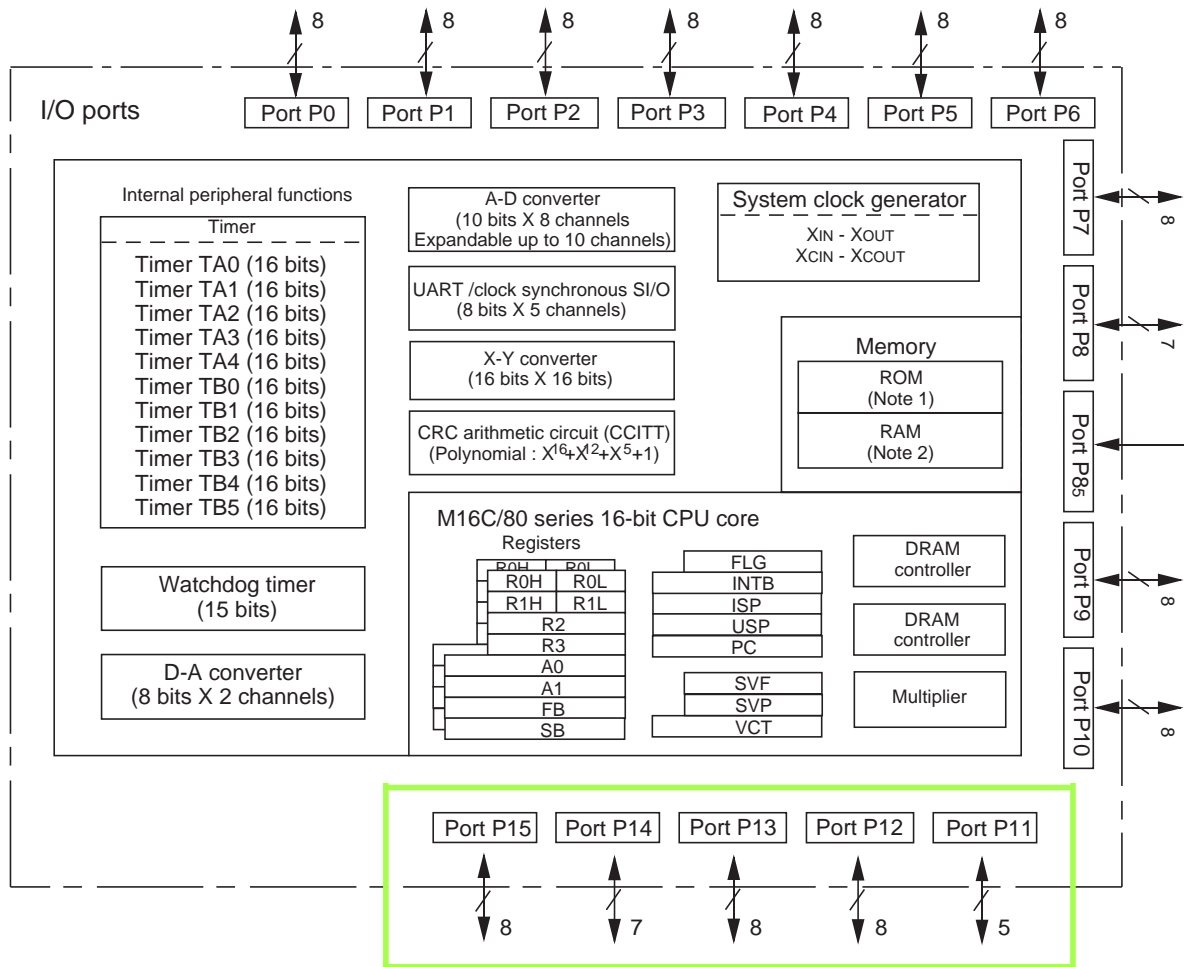 8 8 8 8 8 8 8
I/O ports
Port P0 Port P1 Port P2 Port P3 Port P4 Port P5 Port P6
Internal peripheral functions
Timer
Timer TA0 (16 bits)
Timer TA1 (16 bits)
Timer TA2 (16 bits)
Timer TA3 (16 bits)
Timer TA4 (16 bits)
Timer TB0 (16 bits)
Timer TB1 (16 bits)
Timer TB2 (16 bits)
Timer TB3 (16 bits)
Timer TB4 (16 bits)
Timer TB5 (16 bits)
Watchdog timer
(15 bits)
D-A converter
(8 bits X 2 channels)
A-D converter
(10 bits X 8 channels
Expandable up to 10 channels)
UART /clock synchronous SI/O
(8 bits X 5 channels)
X-Y converter
(16 bits X 16 bits)
CRC arithmetic circuit (CCITT)
(Polynomial : X16+X12+X5+1)
System clock generator
XIN - XOUT
XCIN - XCOUT
Memory
ROM
(Note 1)
RAM
(Note 2)
M16C/80 series 16-bit CPU core
Registers
R0H R0L
R0H R0L
R1H R1L
R2
R3
A0
A1
FB
SB
FLG
INTB
ISP
USP
PC
SVF
SVP
VCT
DRAM
controller
DRAM
controller
Multiplier
Port P7
8
Port P8
7
Port P85
Port P9
8
Port P10
8
Port P15 Port P14 Port P13 Port P12 Port P11
8 7 8 8 5